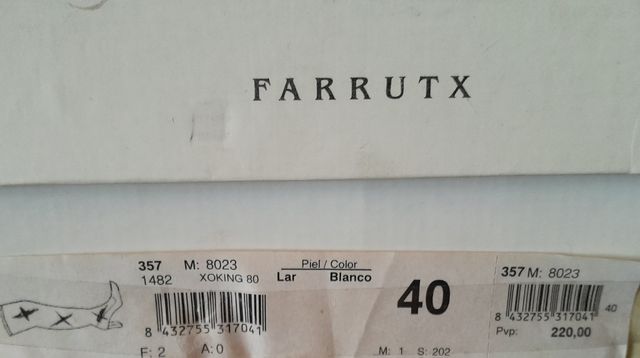 FARRUTX
357 M: 8023
1482 XOKING 80
Piel / Color
Lar Blanco
8 432755 317041
F: 2 A: 0
40
M: 1 S: 202
357 M: 8023
8 432755 317041
40
Pvp: 220,00